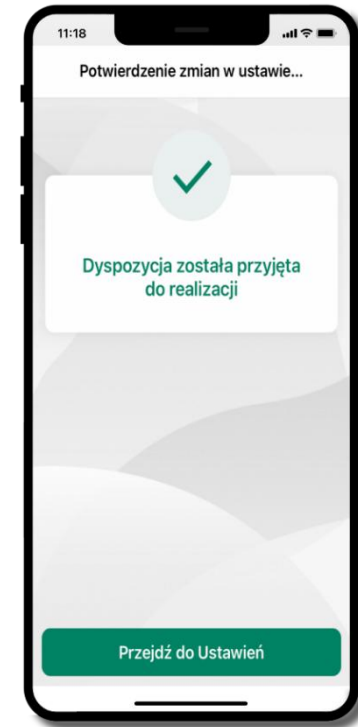 11:18
Potwierdzenie zmian w ustawie...
Dyspozycja została przyjęta
do realizacji
Przejdź do Ustawień